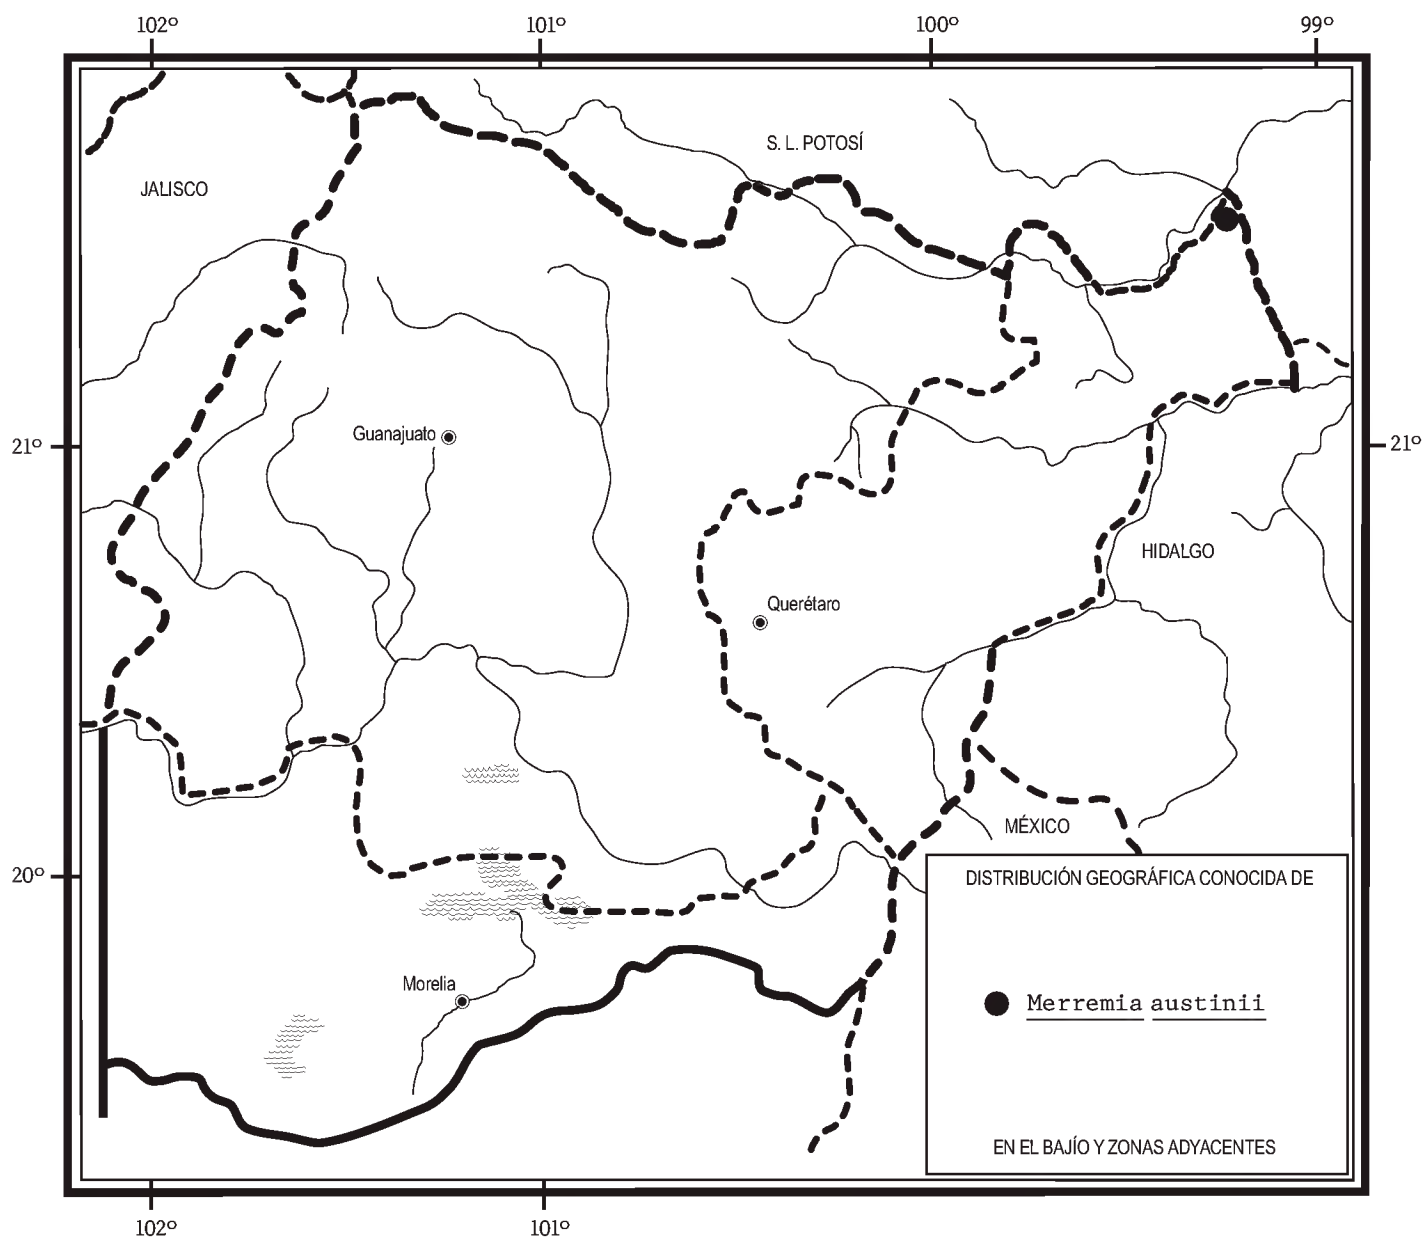 102º 101º 100º 99º
S. L. POTOSÍ
JALISCO
Guanajuato
21º 21º
HIDALGO
Querétaro
MÉXICO
20º
DISTRIBUCIÓN GEOGRÁFICA CONOCIDA DE
Morelia
Merremia austinii
EN EL BAJÍO Y ZONAS ADYACENTES
102º 101º